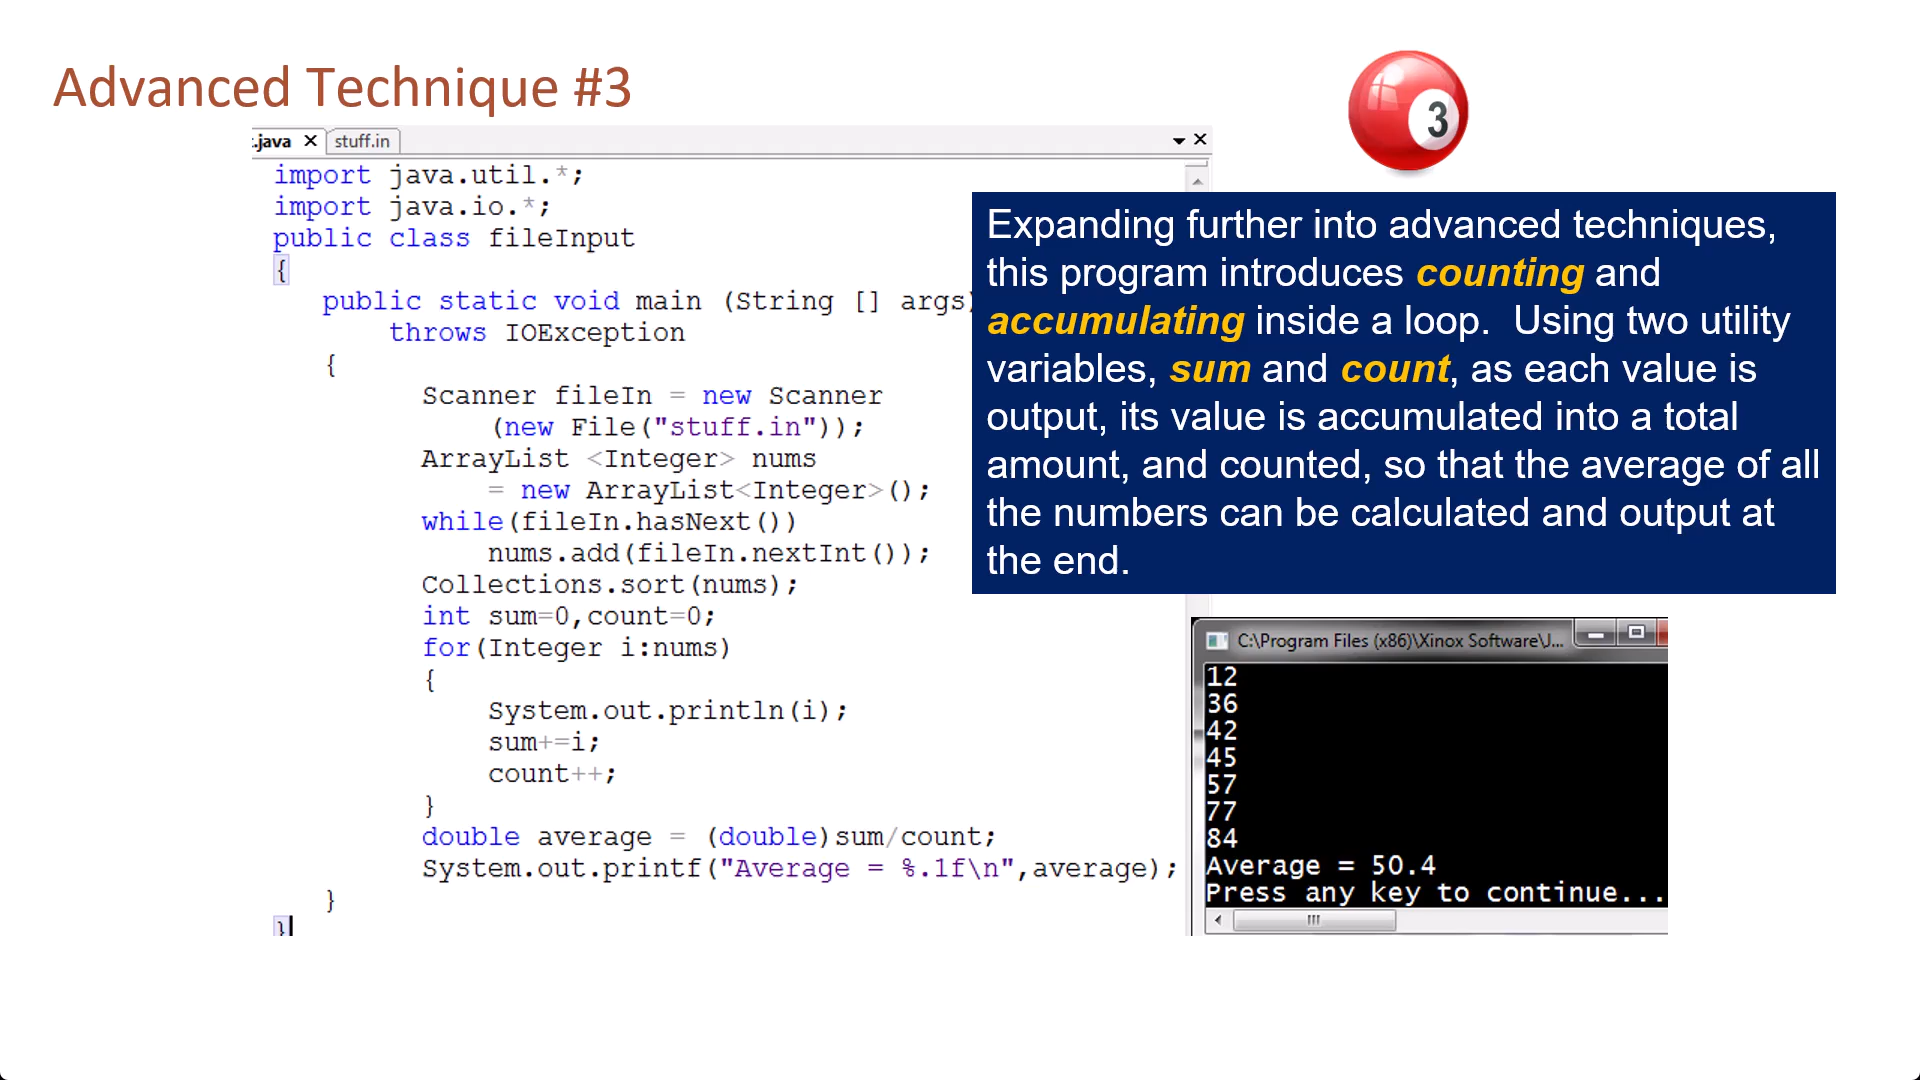 Advanced Technique #3
3
.java X stuff.in
import java.util.*;
import java.io.*;
public class fileInput
{
public static void main (String [] args)
throws IOException
{
Scanner fileIn = new Scanner
(new File("stuff.in"));
ArrayList <Integer> nums
= new ArrayList<Integer>();
while(fileIn.hasNext())
nums.add(fileIn.nextInt());
Collections.sort(nums);
int sum=0,count=0;
for(Integer i:nums)
{
System.out.println(i);
sum+=i;
count++;
}
double average = (double)sum/count;
System.out.printf("Average = %.1f\n",average);
}
}
Expanding further into advanced techniques,
this program introduces counting and
accumulating inside a loop.  Using two utility
variables, sum and count, as each value is
output, its value is accumulated into a total
amount, and counted, so that the average of all
the numbers can be calculated and output at
the end.
C:\Program Files (x86)\Xinox Software\J...
12
36
42
45
57
77
84
Average = 50.4
Press any key to continue...